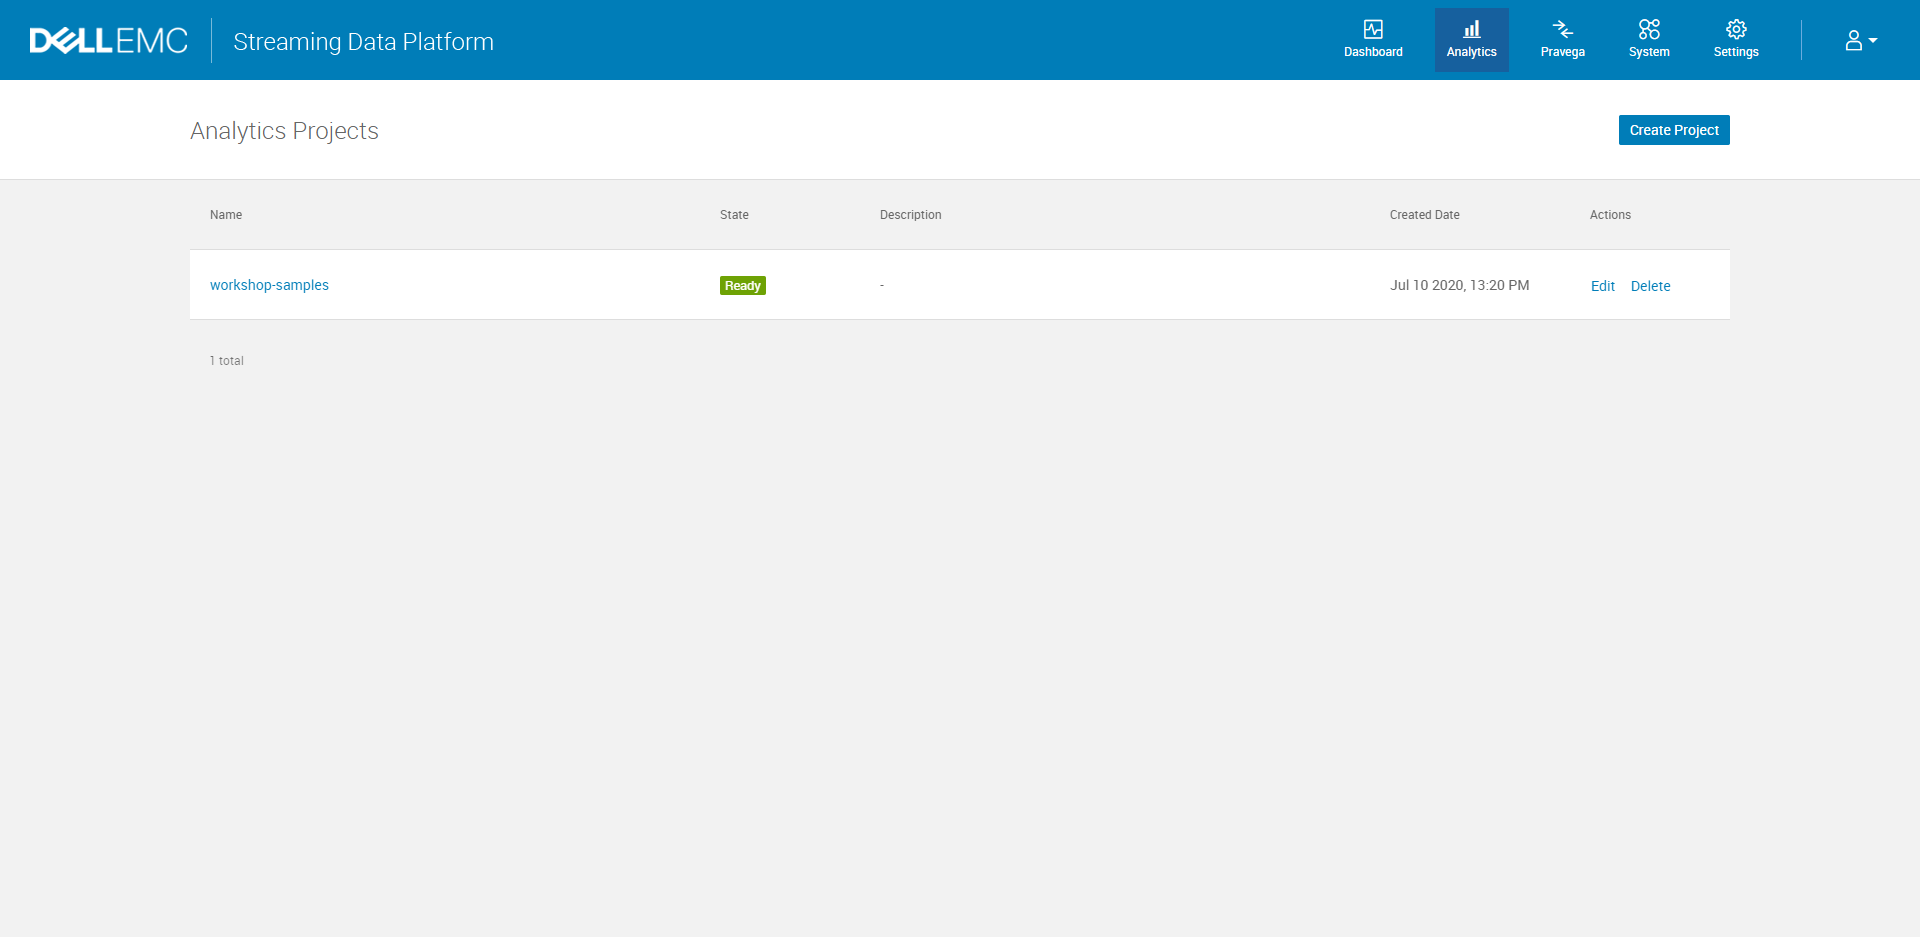 DELLEMC Streaming Data Platform
Dashboard Analytics Pravega System Settings
Analytics Projects
Create Project
Name State Description Created Date Actions
workshop-samples Ready - Jul 10 2020, 13:20 PM Edit Delete
1 total